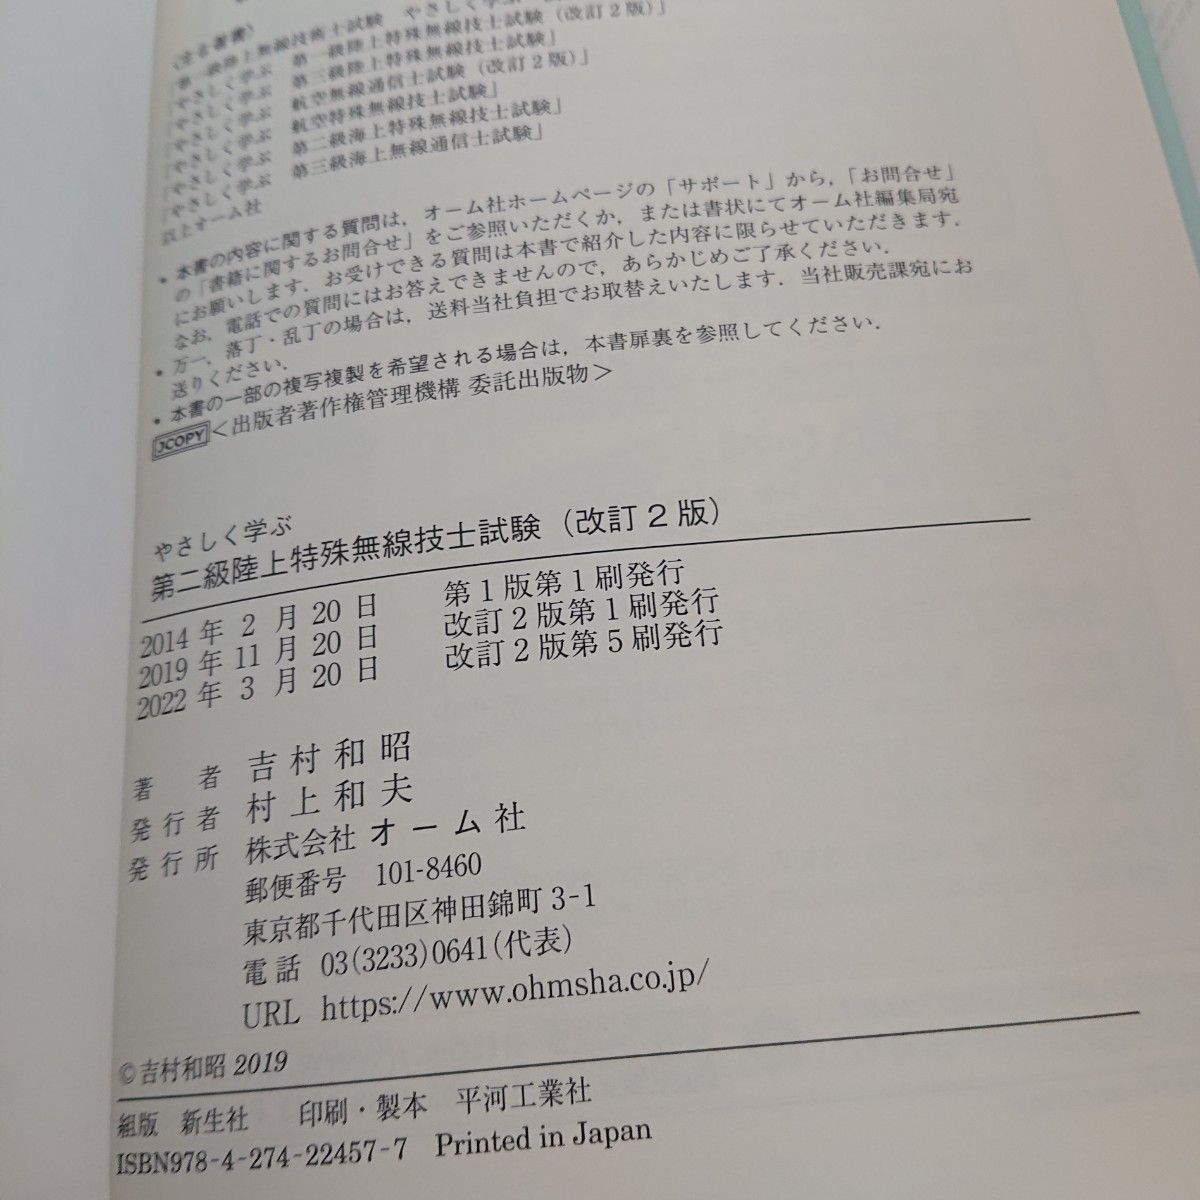 〈主な著書〉
「第一級陸上無線技術士試験 やさしく学ぶ
「やさしく学ぶ 第一級陸上特殊無線技士試験（改訂2版）」
「やさしく学ぶ 第三級陸上特殊無線技士試験」
「やさしく学ぶ 航空無線通信士試験（改訂2版）」
「やさしく学ぶ 航空特殊無線技士試験」
「やさしく学ぶ 第二級海上特殊無線技士試験」
「やさしく学ぶ 第三級海上無線通信士試験」
以上オーム社
• 本書の内容に関する質問は，オーム社ホームページの「サポート」から，「お問合せ」
の「書籍に関するお問合せ」をご参照いただくか，または書状にてオーム社編集局宛
にお願いします．お受けできる質問は本書で紹介した内容に限らせていただきます．
なお，電話での質問にはお答えできませんので，あらかじめご了承ください．
• 万一，落丁・乱丁の場合は，送料当社負担でお取替えいたします．当社販売課宛にお
送りください．
• 本書の一部の複写複製を希望される場合は，本書扉裏を参照してください．
JCOPY＜出版者著作権管理機構 委託出版物＞
やさしく学ぶ
第二級陸上特殊無線技士試験（改訂2版）
2014年 2月20日 第1版第1刷発行
2019年11月20日 改訂2版第1刷発行
2022年 3月20日 改訂2版第5刷発行
著者 吉村和昭
発行者 村上和夫
発行所 株式会社 オーム社
郵便番号 101-8460
東京都千代田区神田錦町3-1
電話 03(3233)0641(代表)
URL https://www.ohmsha.co.jp/
©吉村和昭 2019
組版 新生社 印刷・製本 平河工業社
ISBN978-4-274-22457-7 Printed in Japan